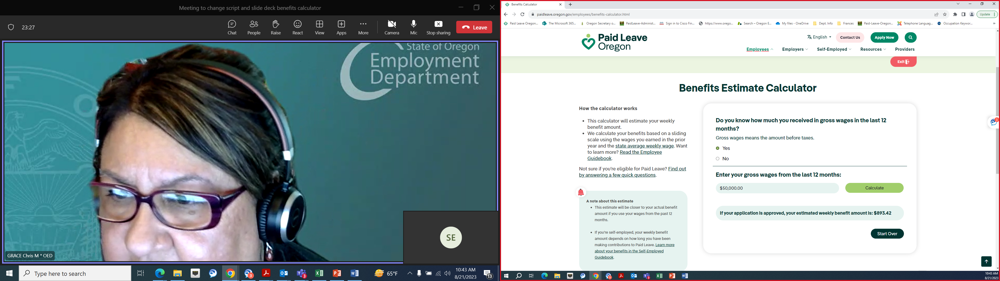 Meeting to change script and slide deck benefits calculator
23:27
Chat People Raise React View Apps More Camera Mic Stop sharing Leave
State of Oregon
Employment
Department
SE
GRACE Chris M * OED
Type here to search
3
3
65°F
10:43 AM
8/21/2023
13
Benefits Calculator
paidleave.oregon.gov/employees/benefits-calculator.html
Update
Paid Leave Oregon... The Microsoft 365... Oregon Secretary o... PaidLeave-Administ... Sign in to Cisco Fin... https://www.orego... Search – Oregon E... My files - OneDrive Dept. Info Frances Paid-Leave-Oregon... Telephone Languag... Occupation Keywor... »
Paid Leave
Oregon
English Contact Us Apply Now
Employees Employers Self-Employed Resources Providers
Exit
Benefits Estimate Calculator
How the calculator works
• This calculator will estimate your weekly
benefit amount.
• We calculate your benefits based on a sliding
scale using the wages you earned in the prior
year and the state average weekly wage. Want
to learn more? Read the Employee
Guidebook.
Not sure if you’re eligible for Paid Leave? Find out
by answering a few quick questions.
A note about this estimate
• This estimate will be closer to your actual benefit
amount if you use your wages from the past 12
months.
• If you’re self-employed, your weekly benefit
amount depends on how long you have been
making contributions to Paid Leave. Learn more
about your benefits in the Self-Employed
Guidebook.
Do you know how much you received in gross wages in the last 12
months?
Gross wages means the amount before taxes.
Yes
No
Enter your gross wages from the last 12 months:
$50,000.00 Calculate
If your application is approved, your estimated weekly benefit amount is: $893.42
Start Over
3
10:43 AM
8/21/2023